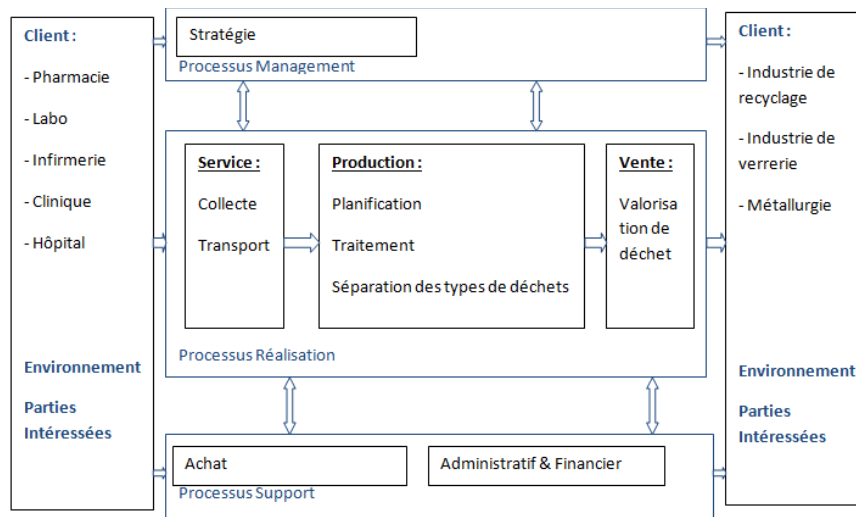 Client :
- Pharmacie
- Labo
- Infirmerie
- Clinique
- Hôpital
Environnement
Parties
Intéressées
Stratégie
Processus Management
Service :
Collecte
Transport
Production :
Planification
Traitement
Séparation des types de déchets
Vente :
Valorisa
tion de
déchet
Processus Réalisation
Achat
Administratif & Financier
Processus Support
Client :
- Industrie de
recyclage
- Industrie de
verrerie
- Métallurgie
Environnement
Parties
Intéressées